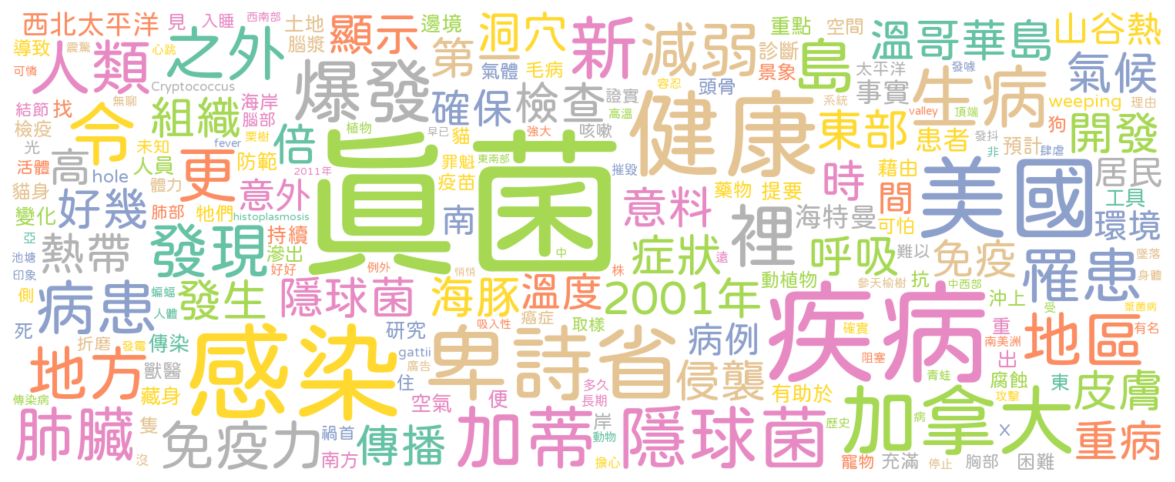 西北太平洋
見
入睡
西南部
土地
邊境
洞穴
新
減弱
重點
空間
溫哥華島
山谷熱
導致
震驚
心跳
腦漿
顯示
第
氣體
毛病
診斷
景象
太平洋
發嘔
氣候
可憐
人類
之外
爆發
島
事實
生病
無聊
Cryptococcus
確保
檢查
證實
容忍
頭骨
系統
valley
頂端
weeping
理由
結節
找
令
組織
海岸
腦部
倍
植物
貓
早已
強大
咳嗽
高溫
健康
東部
患者
發抖
預計
狗
開發
檢疫
栗樹
fever
光
未知
防範
罪魁
疫苗
東南部
摧毀
非
肆虐
活體
高
hole
人員
更
2011年
真菌
藥物
提要
時
間
藉由
美國
居民
貓身
體力
意外
意料
可怕
工具
變化
好幾
肺部
牠們
histoplasmosis
南
裡
海特曼
環境
亞
熱帶
發現
持續
滲出
中
症狀
遠
呼吸
難以
免疫
罹患
墜落
池塘
好好
例外
悄悄
株
動植物
參天榆樹
抗
中西部
身體
印象
側
病患
蝙蝠
發生
隱球菌
海豚
溫度
2001年
沖上
受
人體
吸入性
癌症
取樣
確實
重
氬菌病
死
折磨
發霉
傳染
感染
研究
卑詩省
病例
疾病
南美洲
有名
地區
gattii
廣告
阻塞
出
地方
獸醫
住
侵襲
青蛙
腐蝕
東
皮膚
傳染病
藏身
空氣
便
多久
長期
有助於
攻擊
隻
禍首
加蒂
岸
隱球菌
歷史
病
加拿大
x
肺臟
免疫力
傳播
動物
重病
沒
南方
擔心
寵物
充滿
停止
胸部
困難